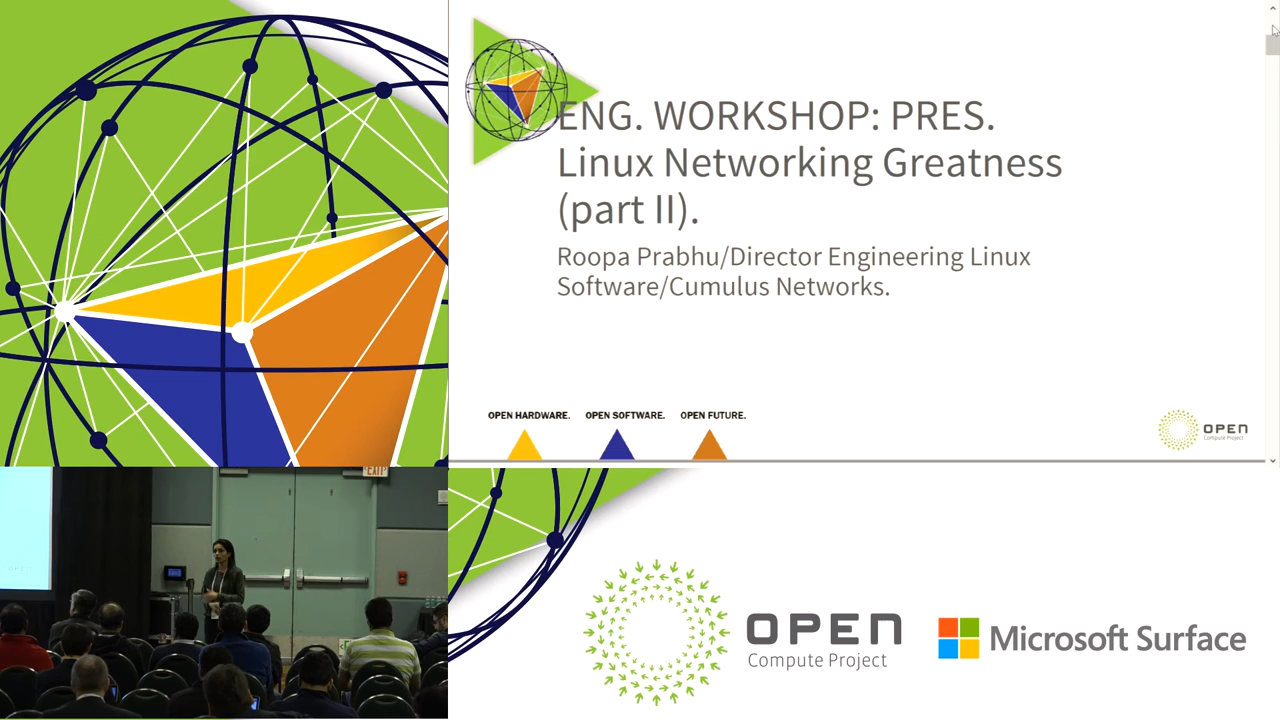 ENG. WORKSHOP: PRES.
Linux Networking Greatness
(part II).
Roopa Prabhu/Director Engineering Linux
Software/Cumulus Networks.
OPEN HARDWARE. OPEN SOFTWARE. OPEN FUTURE.
OPEN
Compute Project
EXIT
OPEN
Compute Project
Microsoft Surface